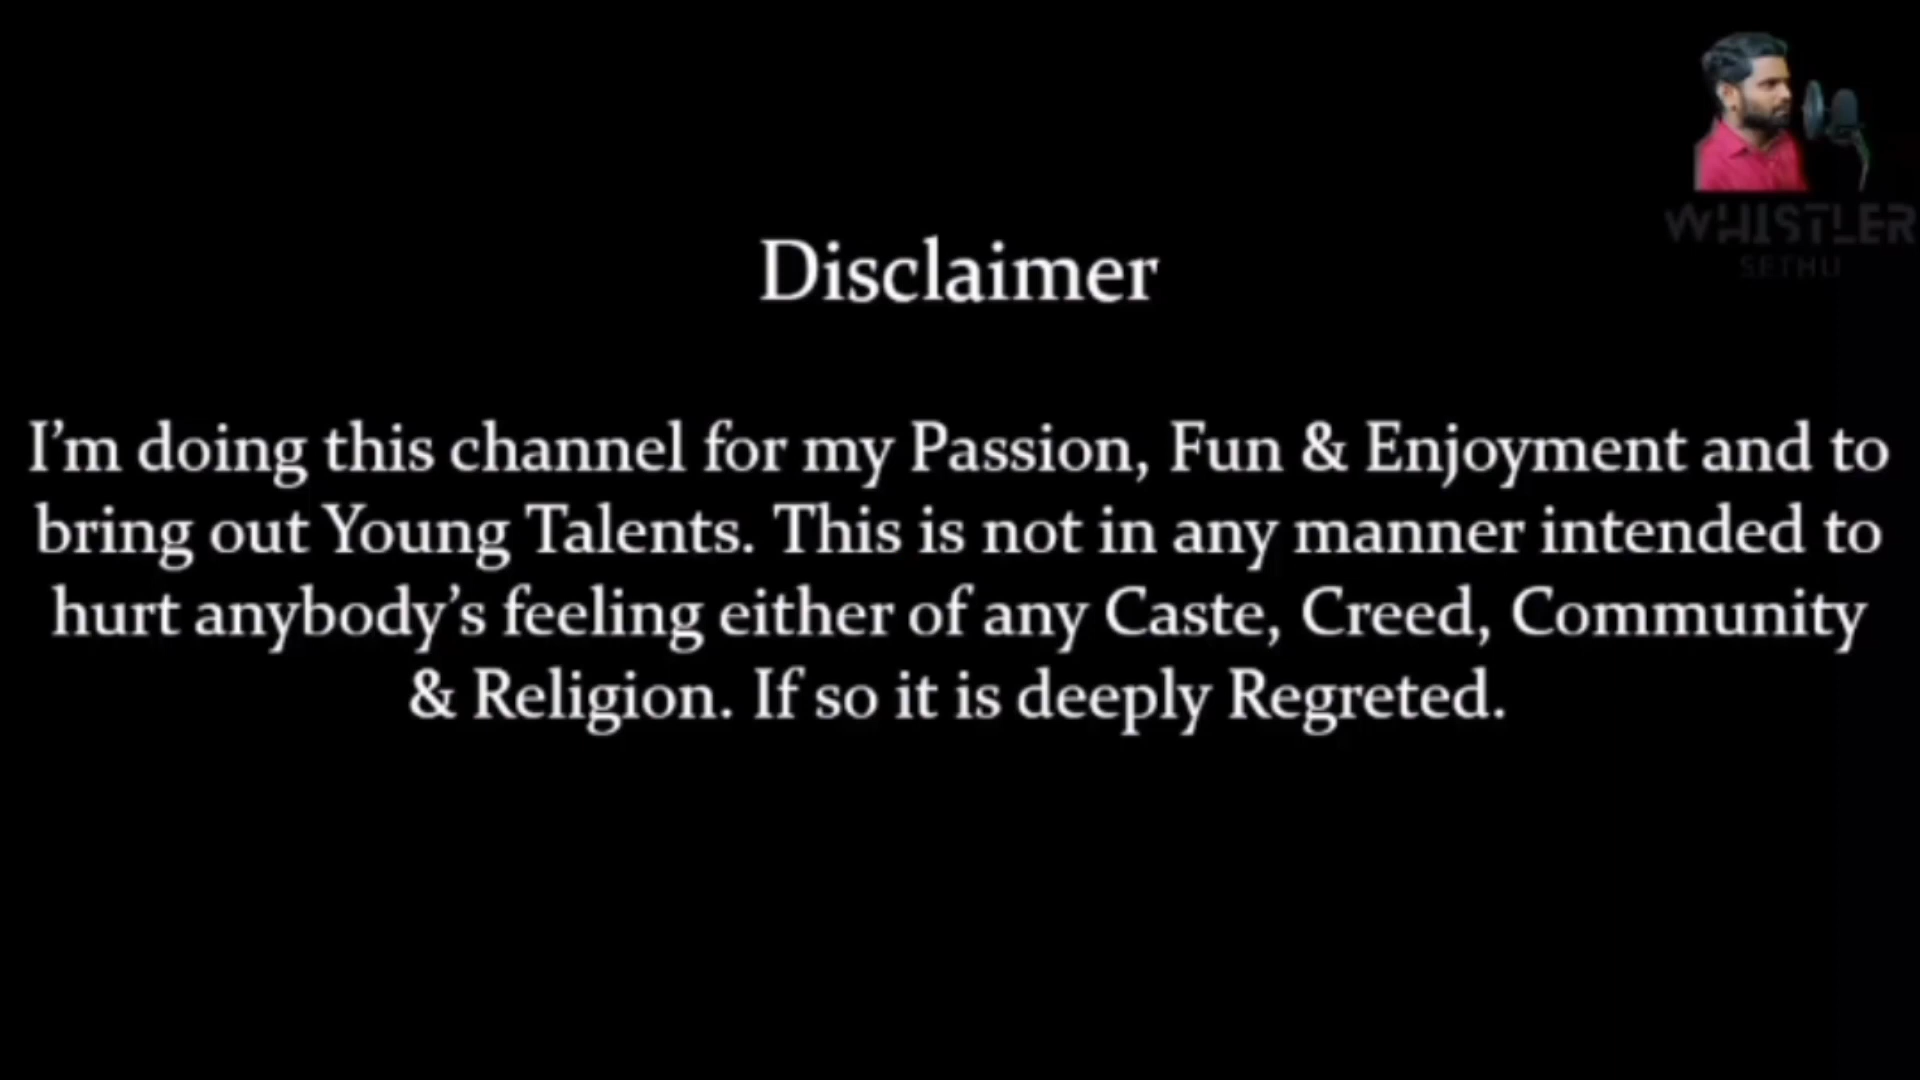 WHISTLER
SETHU
Disclaimer
I’m doing this channel for my Passion, Fun & Enjoyment and to
bring out Young Talents. This is not in any manner intended to
hurt anybody’s feeling either of any Caste, Creed, Community
& Religion. If so it is deeply Regreted.